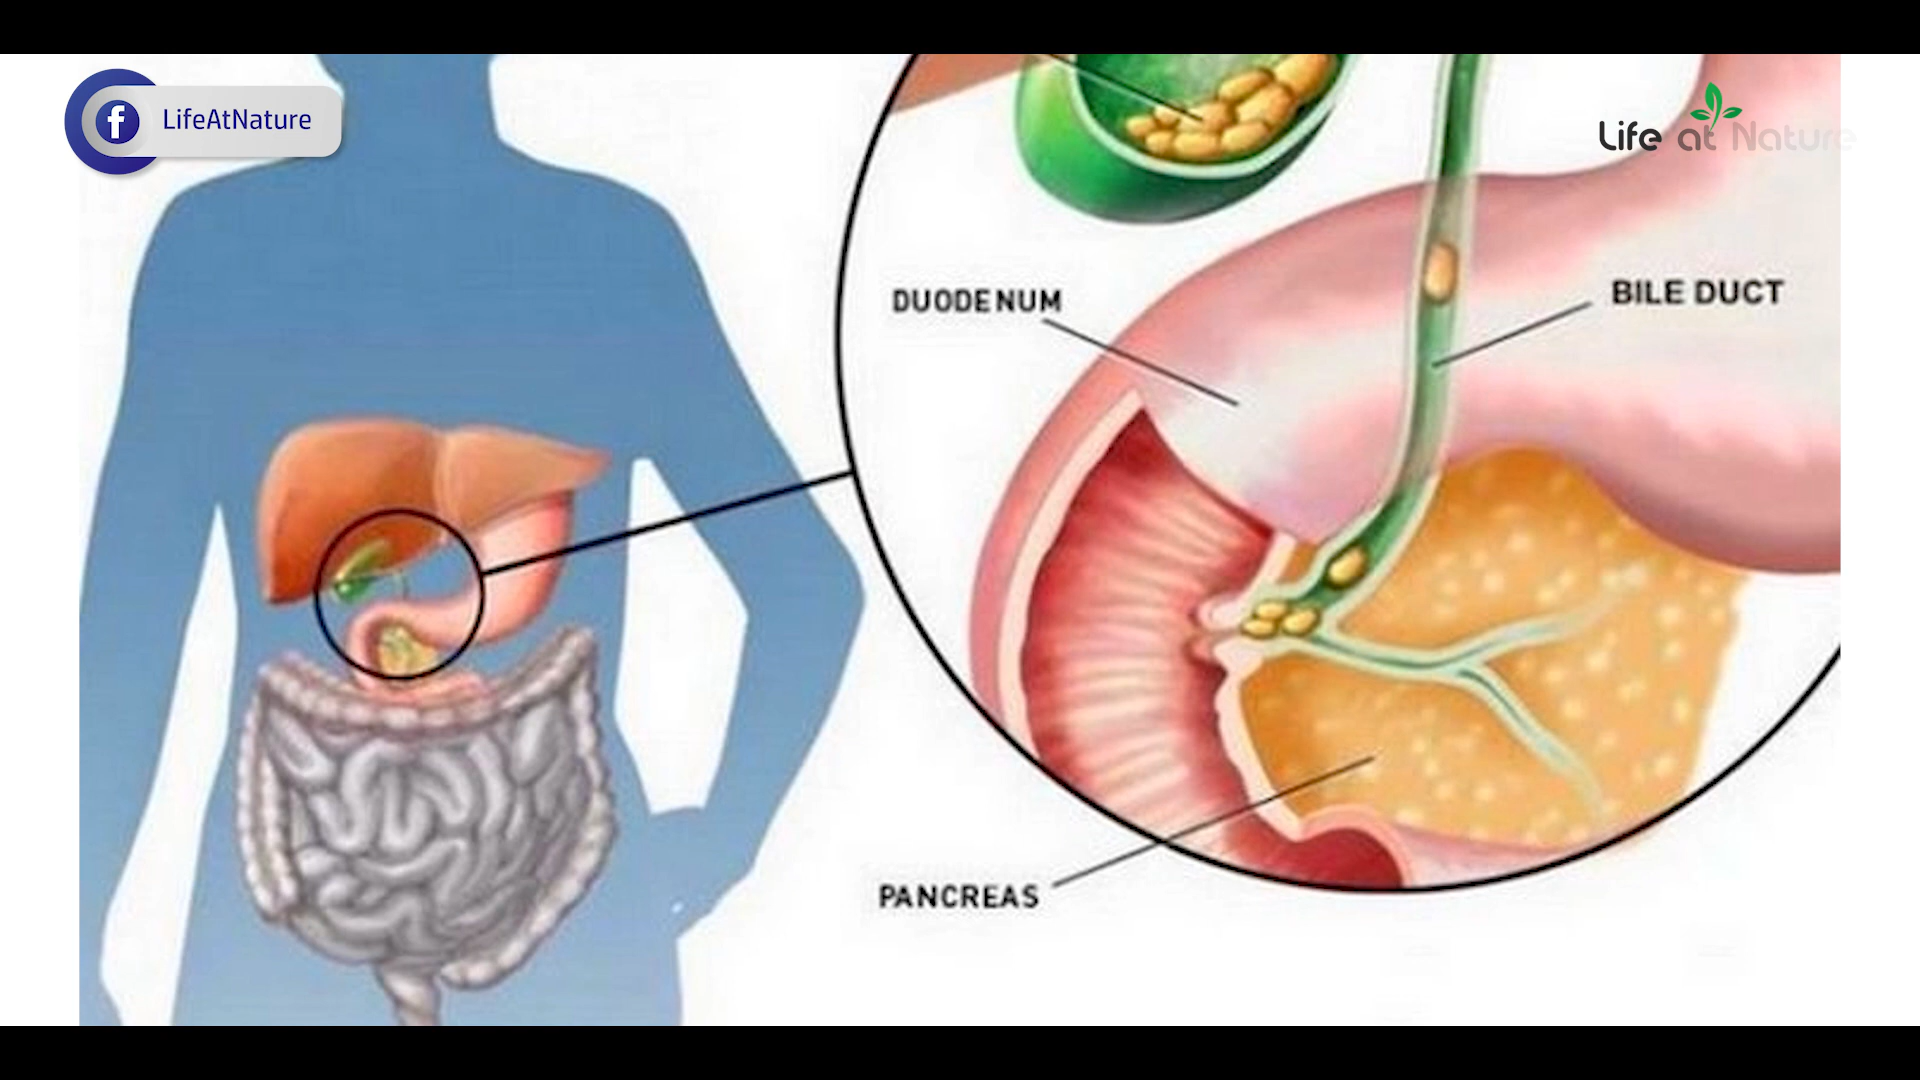 f LifeAtNature
Life at Nature
DUODENUM
BILE DUCT
PANCREAS